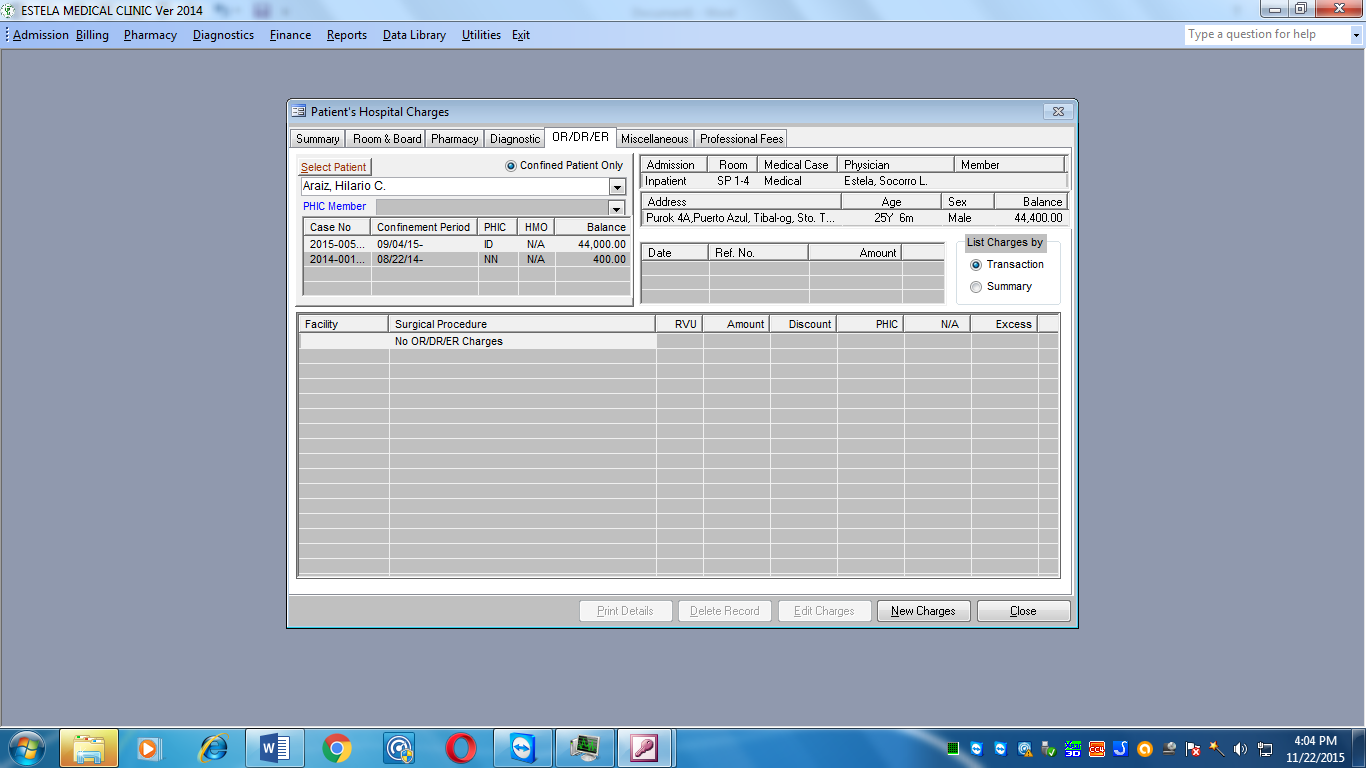 ESTELA MEDICAL CLINIC Ver 2014
Admission Billing Pharmacy Diagnostics Finance Reports Data Library Utilities Exit Type a question for help
Patient's Hospital Charges
Summary Room & Board Pharmacy Diagnostic OR/DR/ER Miscellaneous Professional Fees
Select Patient Confined Patient Only
Araiz, Hilario C.
PHIC Member
Case No Confinement Period PHIC HMO Balance
2015-005... 09/04/15- ID N/A 44,000.00
2014-001... 08/22/14- NN N/A 400.00
Admission Room Medical Case Physician Member
Inpatient SP 1-4 Medical Estela, Socorro L.
Address Age Sex Balance
Purok 4A,Puerto Azul, Tibal-og, Sto. T... 25Y 6m Male 44,400.00
Date Ref. No. Amount
List Charges by
Transaction
Summary
Facility Surgical Procedure RVU Amount Discount PHIC N/A Excess
No OR/DR/ER Charges
Print Details Delete Record Edit Charges New Charges Close
4:04 PM
11/22/2015